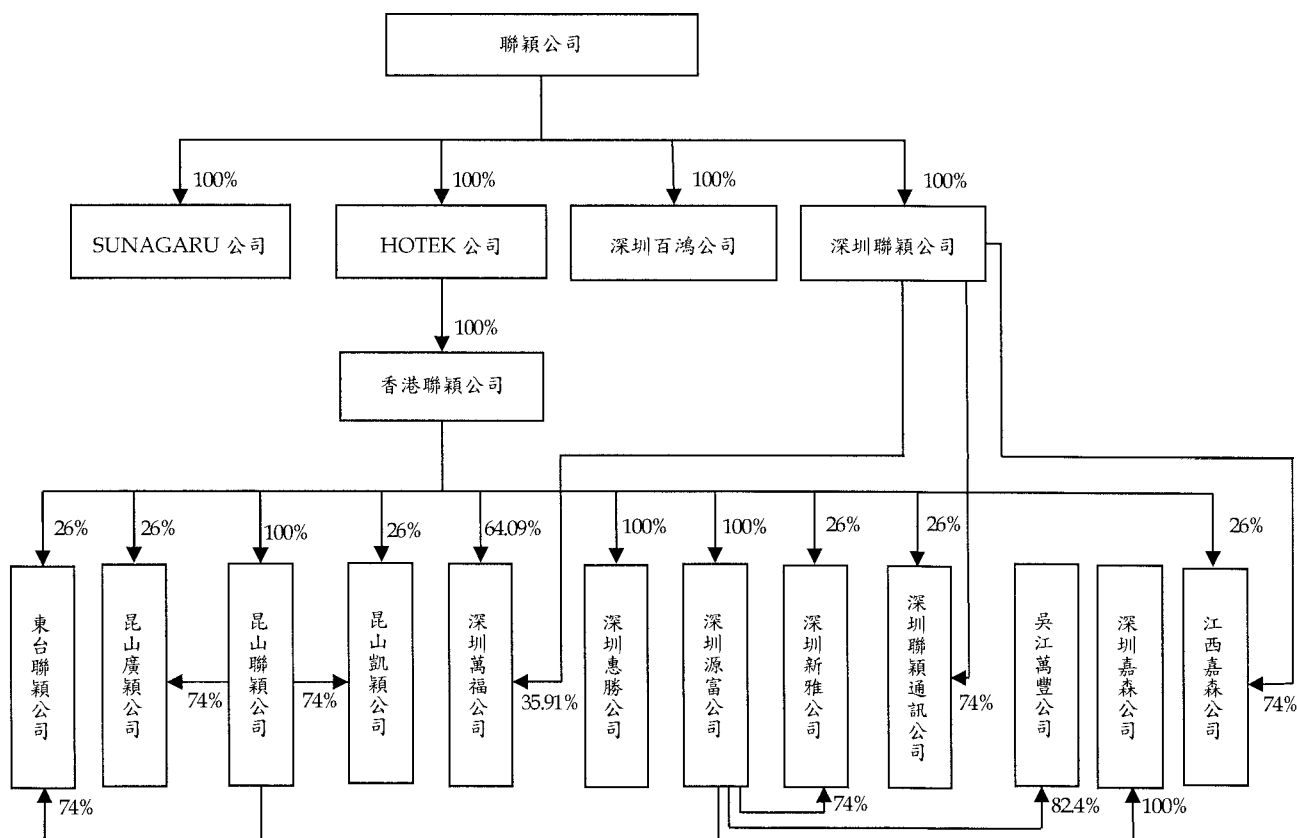 聯穎公司
100%
100%
100%
100%
SUNAGARU 公司
HOTEK 公司
深圳百鴻公司
深圳聯穎公司
100%
香港聯穎公司
26%
26%
100%
26%
64.09%
100%
100%
26%
26%
26%
東台聯穎公司
昆山廣穎公司
昆山聯穎公司
昆山凱穎公司
深圳萬福公司
深圳惠勝公司
深圳源富公司
深圳新雅公司
深圳聯穎通訊公司
吳江萬豐公司
深圳嘉森公司
江西嘉森公司
74%
74%
35.91%
74%
74%
74%
74%
82.4%
100%